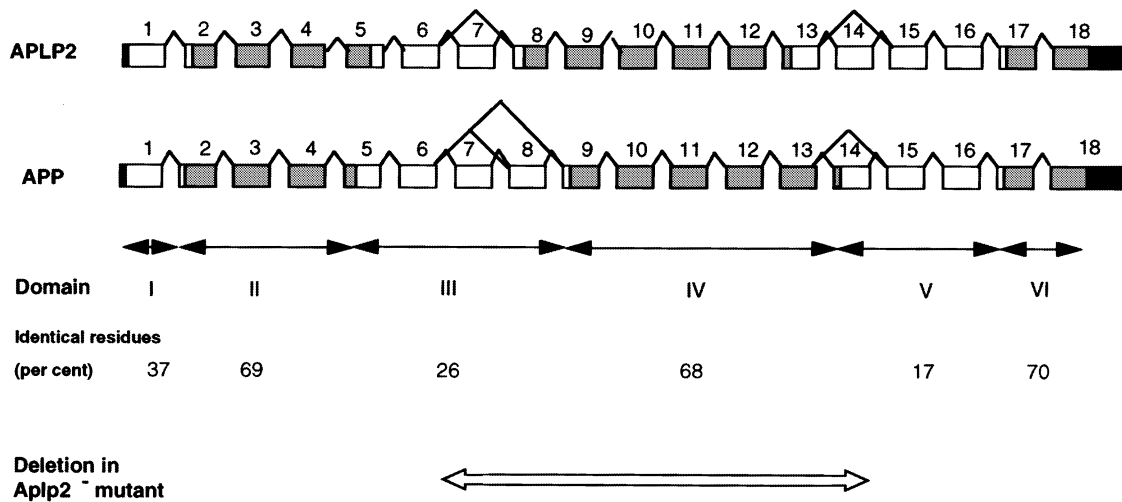 1 2 3 4 5 6 7 8 9 10 11 12 13 14 15 16 17 18
APLP2
1 2 3 4 5 6 7 8 9 10 11 12 13 14 15 16 17 18
APP
Domain I II III IV V VI
Identical residues
(per cent) 37 69 26 68 17 70
Deletion in
Aplp2 - mutant